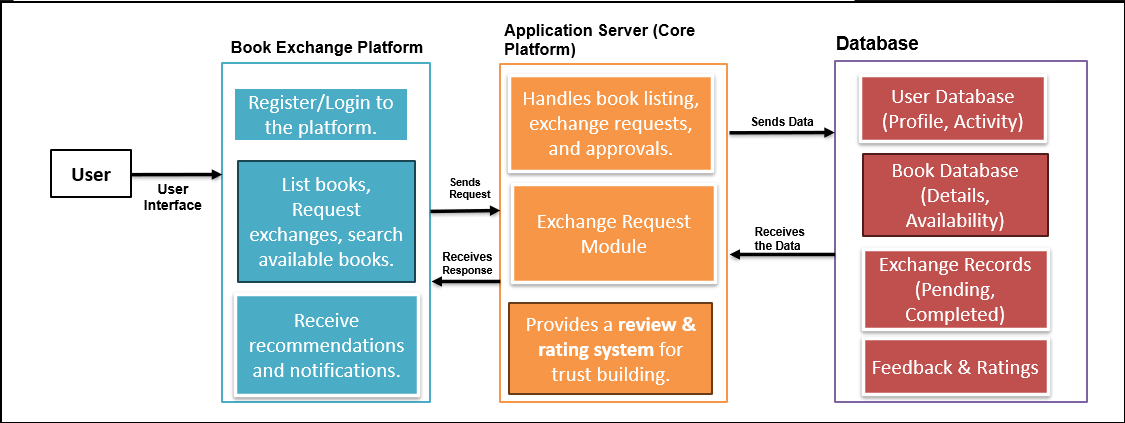 User
User
Interface
Book Exchange Platform
Register/Login to
the platform.
List books,
Request
exchanges, search
available books.
Receive
recommendations
and notifications.
Sends
Request
Receives
Response
Application Server (Core
Platform)
Handles book listing,
exchange requests,
and approvals.
Exchange Request
Module
Provides a review &
rating system for
trust building.
Sends Data
Receives
the Data
Database
User Database
(Profile, Activity)
Book Database
(Details,
Availability)
Exchange Records
(Pending,
Completed)
Feedback & Ratings